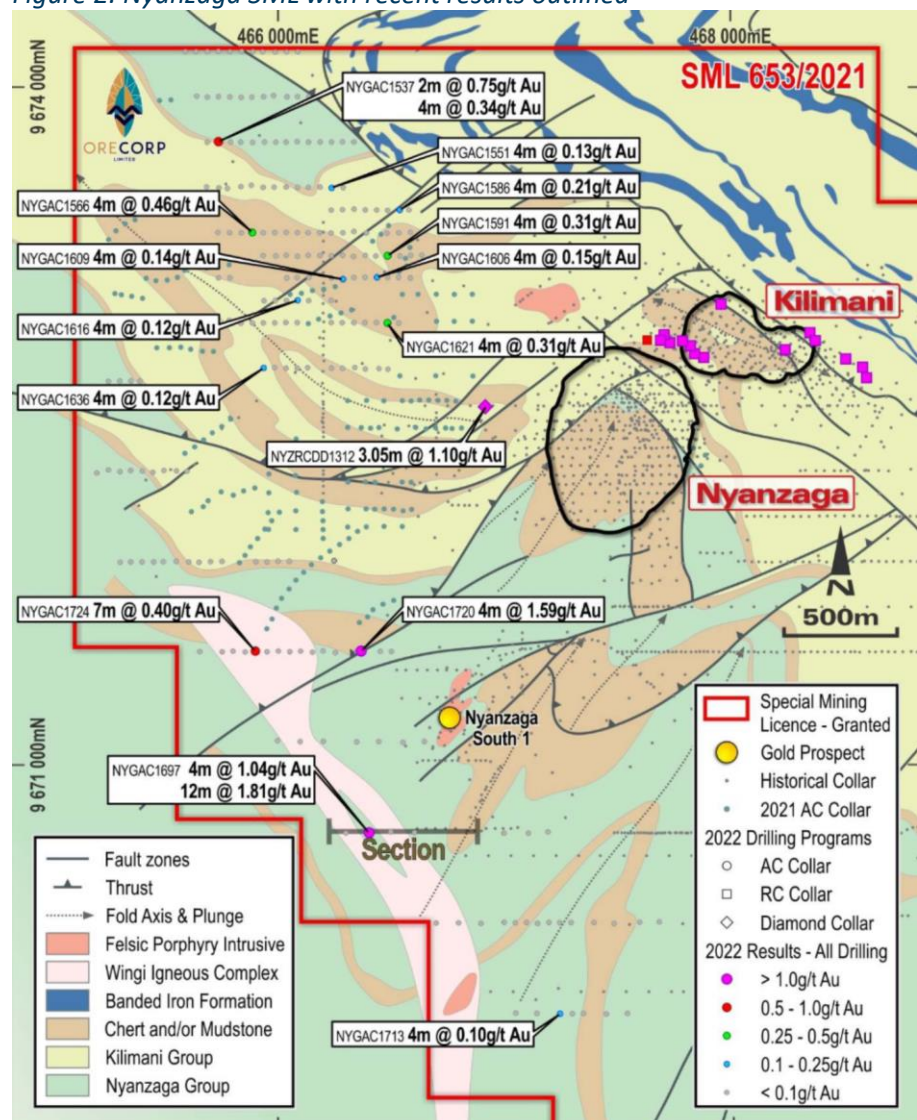 Figure 2: Nyanzaga SML with recent results outlined
466 000mE
468 000mE
9 674 000mN
SML 653/2021
ORECORP
LIMITED
NYGAC1537 2m @ 0.75g/t Au
4m @ 0.34g/t Au
NYGAC1551 4m @ 0.13g/t Au
NYGAC1586 4m @ 0.21g/t Au
NYGAC1566 4m @ 0.46g/t Au
NYGAC1591 4m @ 0.31g/t Au
NYGAC1609 4m @ 0.14g/t Au
NYGAC1606 4m @ 0.15g/t Au
Kilimani
NYGAC1616 4m @ 0.12g/t Au
NYGAC1621 4m @ 0.31g/t Au
NYGAC1636 4m @ 0.12g/t Au
NYZRCDD1312 3.05m @ 1.10g/t Au
Nyanzaga
N
500m
NYGAC1724 7m @ 0.40g/t Au
NYGAC1720 4m @ 1.59g/t Au
Nyanzaga
South 1
9 671 000mN
NYGAC1697 4m @ 1.04g/t Au
12m @ 1.81g/t Au
Section
NYGAC1713 4m @ 0.10g/t Au
Fault zones
Thrust
Fold Axis & Plunge
Felsic Porphyry Intrusive
Wingi Igneous Complex
Banded Iron Formation
Chert and/or Mudstone
Kilimani Group
Nyanzaga Group
Special Mining
Licence - Granted
Gold Prospect
Historical Collar
2021 AC Collar
2022 Drilling Programs
AC Collar
RC Collar
Diamond Collar
2022 Results - All Drilling
> 1.0g/t Au
0.5 - 1.0g/t Au
0.25 - 0.5g/t Au
0.1 - 0.25g/t Au
< 0.1g/t Au